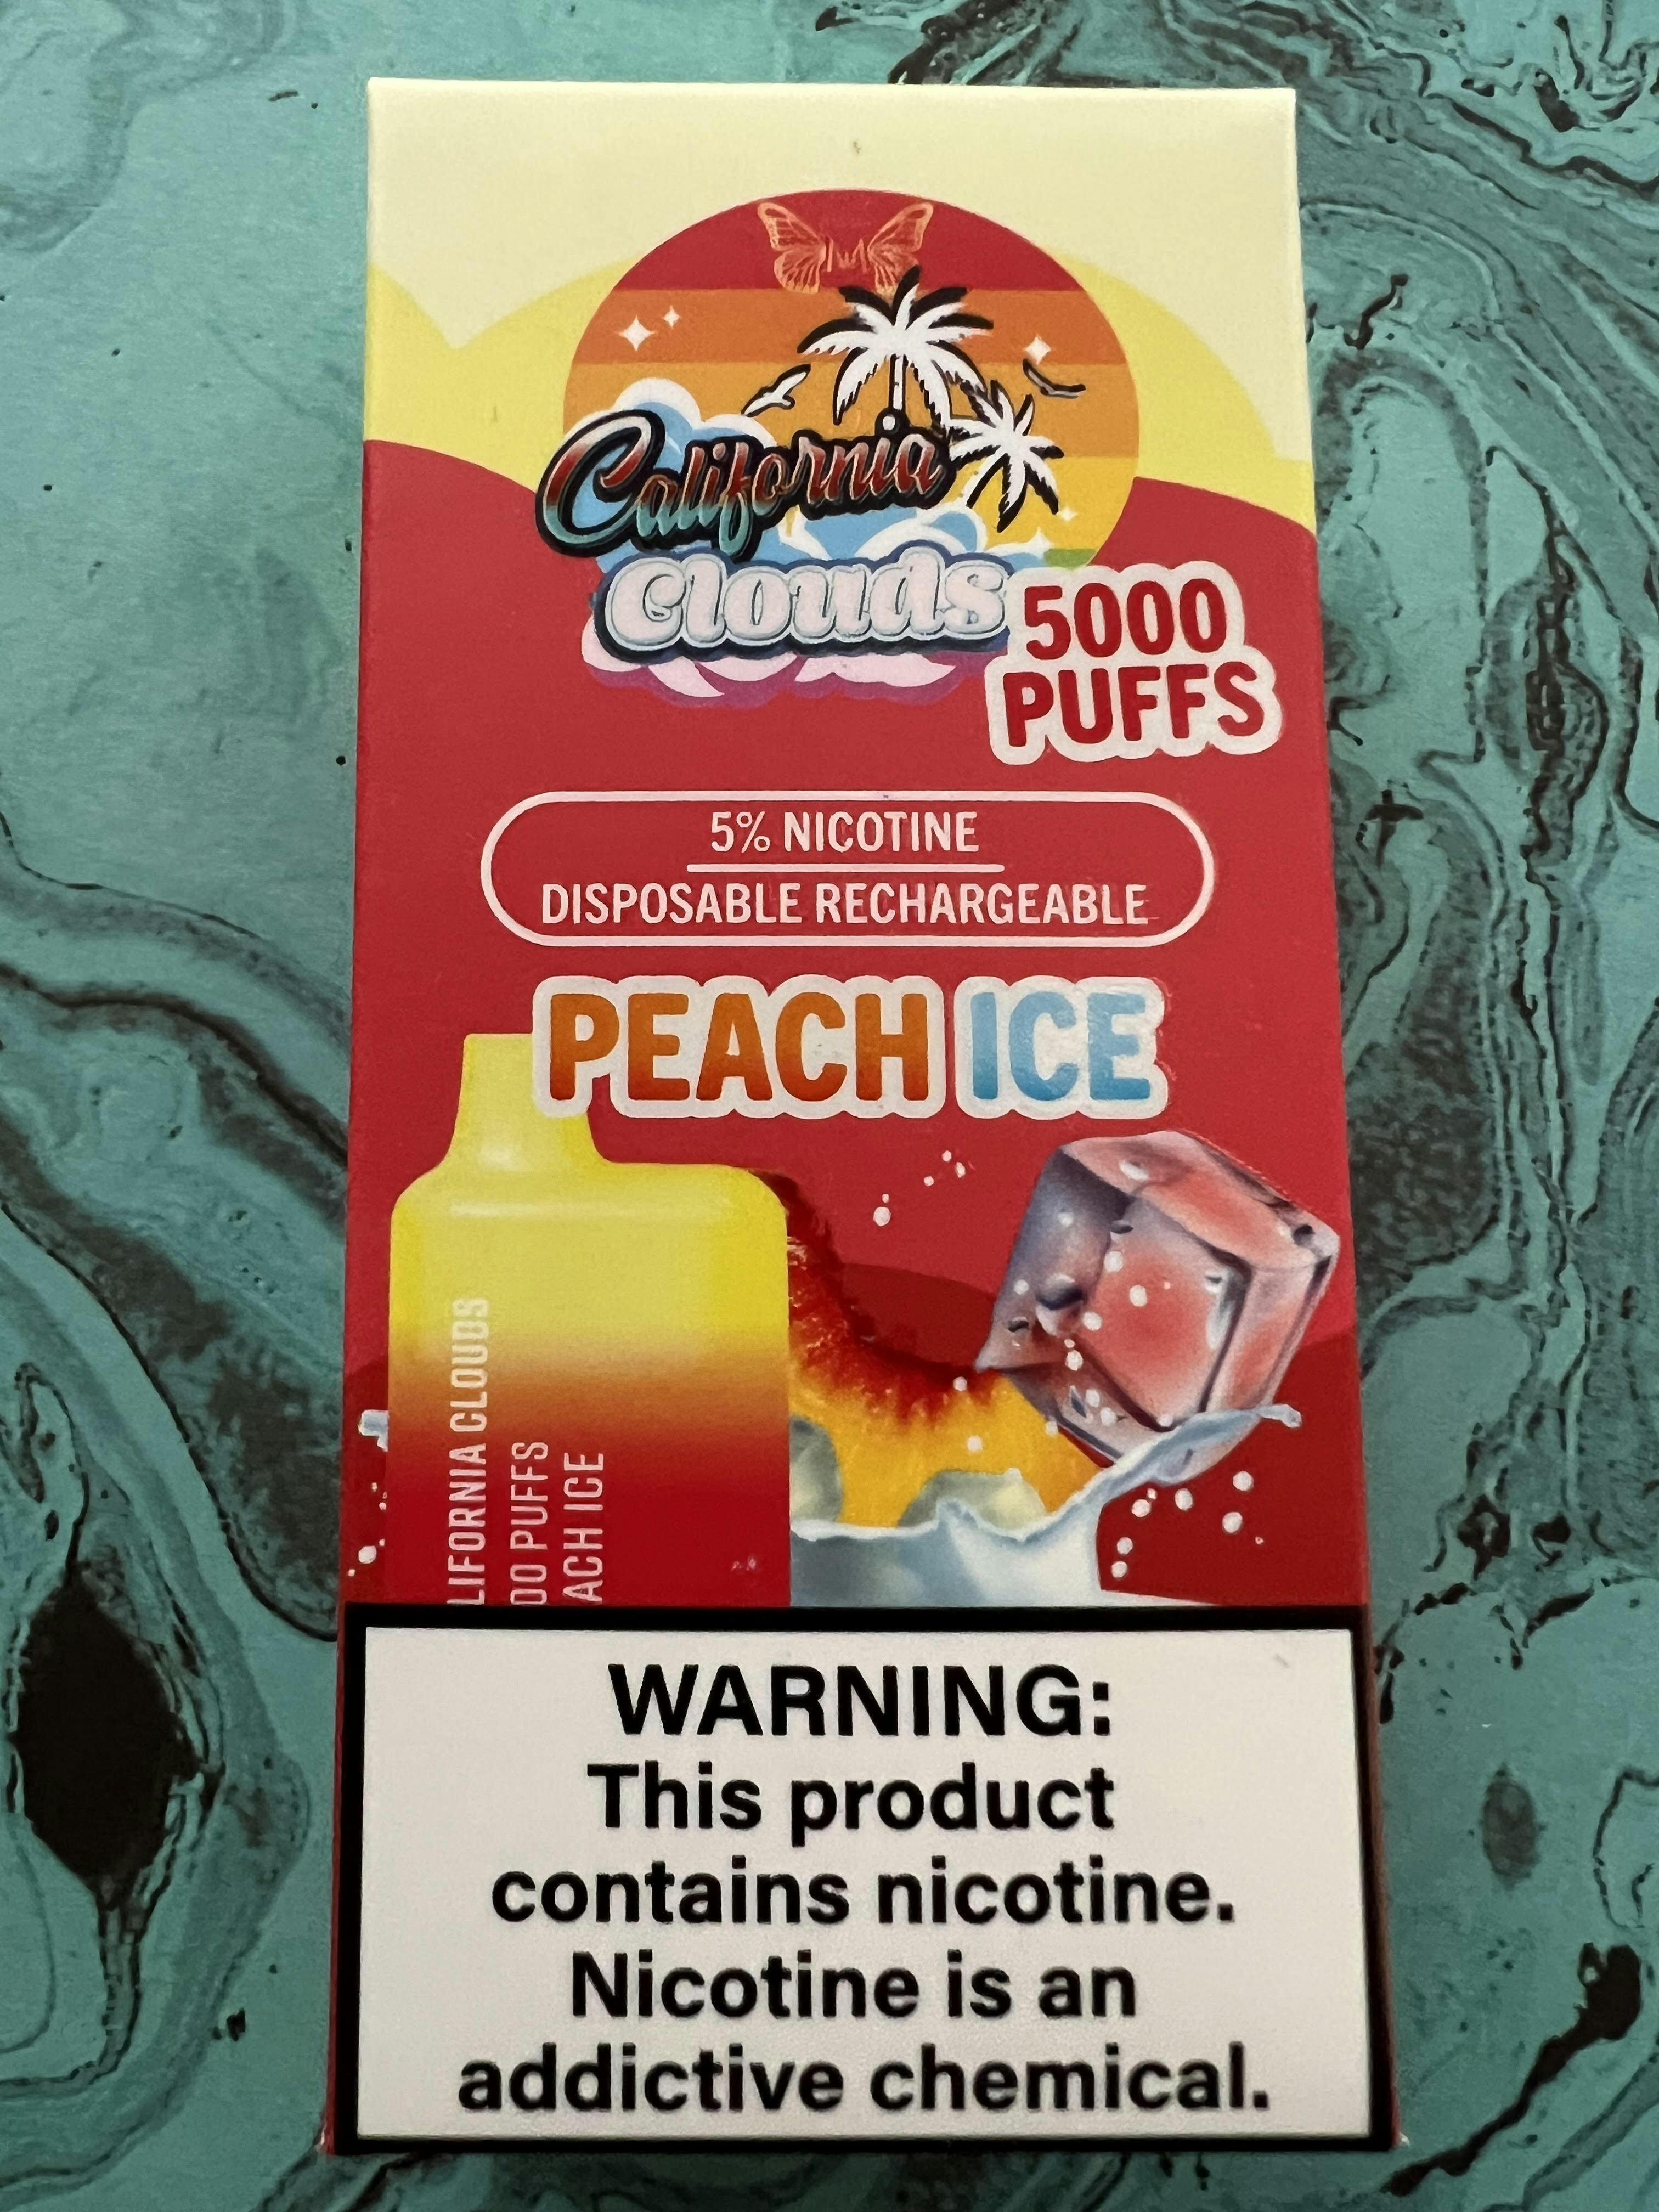 California
Clouds
5000
PUFFS
5% NICOTINE
DISPOSABLE RECHARGEABLE
PEACH ICE
LIFORNIA CLOUDS
00 PUFFS
ACH ICE
WARNING:
This product
contains nicotine.
Nicotine is an
addictive chemical.